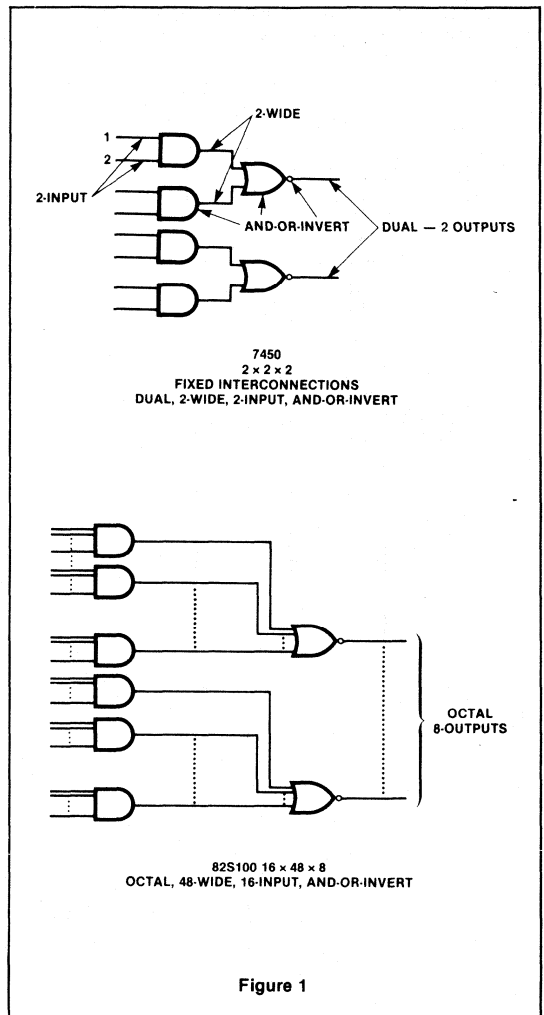 2-WIDE
1
2
2-INPUT
AND-OR-INVERT
DUAL — 2 OUTPUTS
7450
2 x 2 x 2
FIXED INTERCONNECTIONS
DUAL, 2-WIDE, 2-INPUT, AND-OR-INVERT
OCTAL
8-OUTPUTS
82S100 16 x 48 x 8
OCTAL, 48-WIDE, 16-INPUT, AND-OR-INVERT
Figure 1